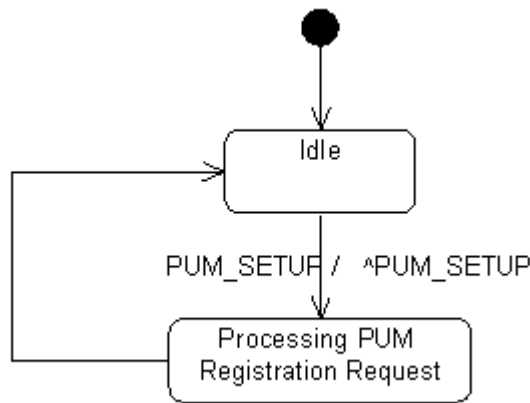 Idle
PUM_SETUP / ^PUM_SETUP
Processing PUM
Registration Request